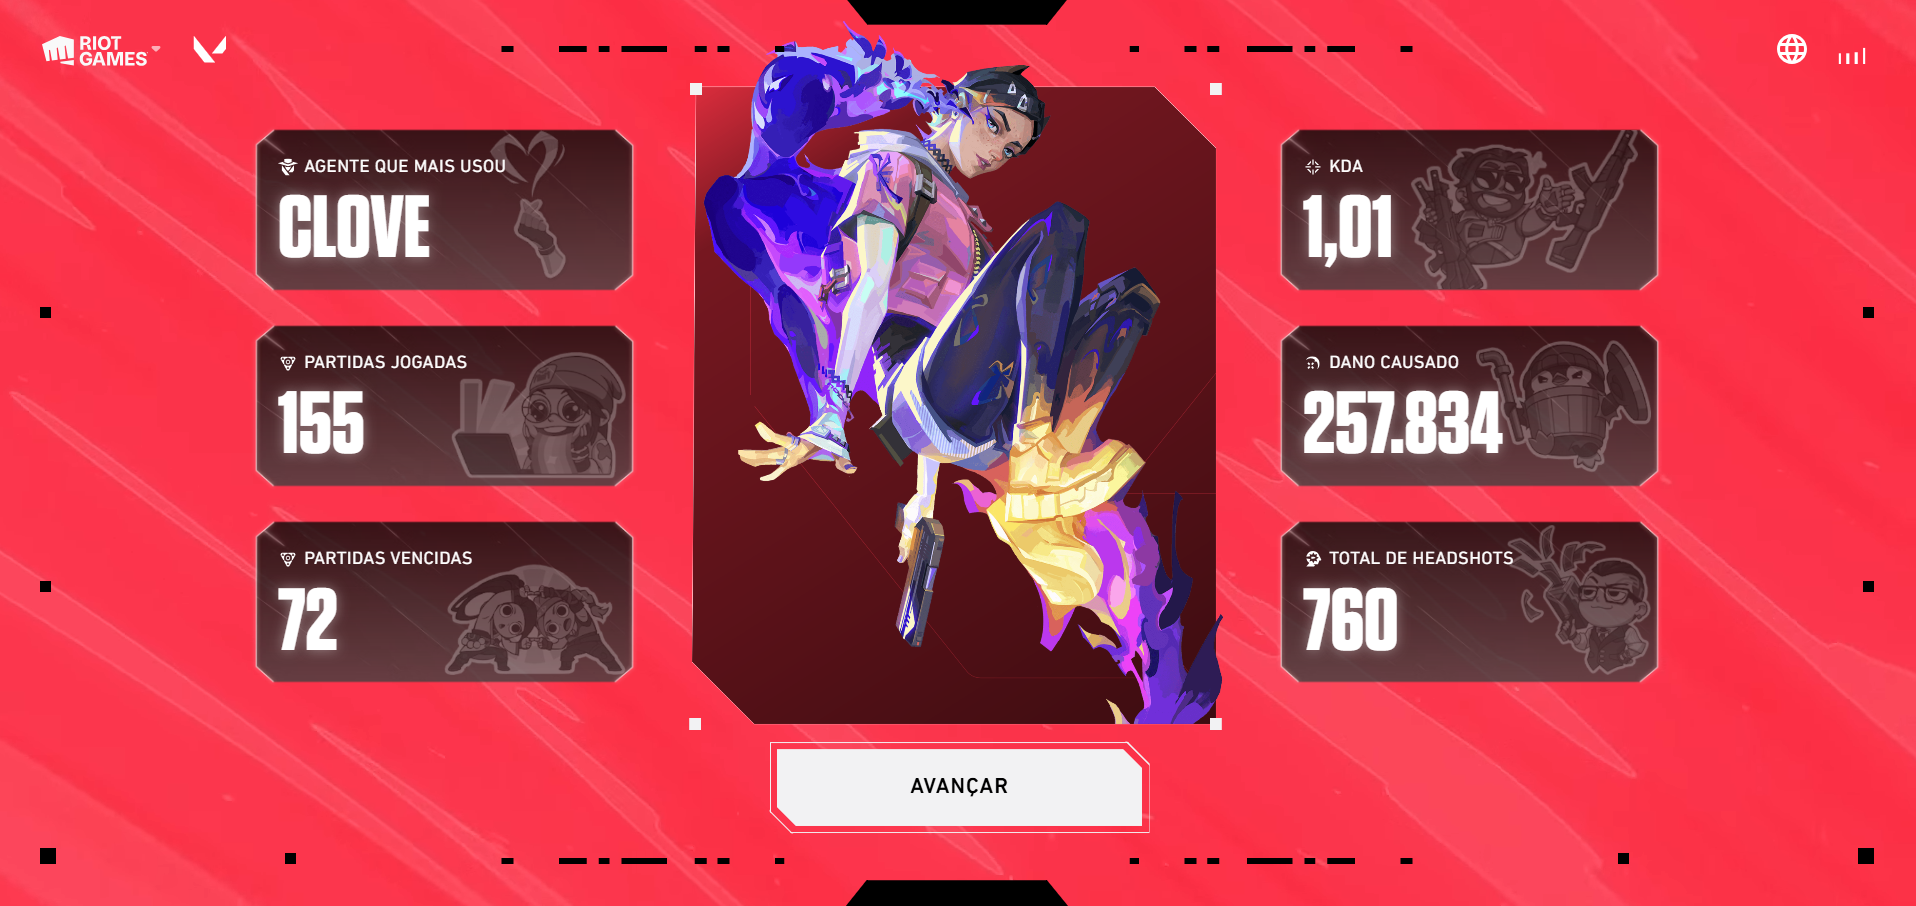 RIOT
GAMES
AGENTE QUE MAIS USOU
CLOVE
PARTIDAS JOGADAS
155
PARTIDAS VENCIDAS
72
KDA
1,01
DANO CAUSADO
257.834
TOTAL DE HEADSHOTS
760
AVANÇAR